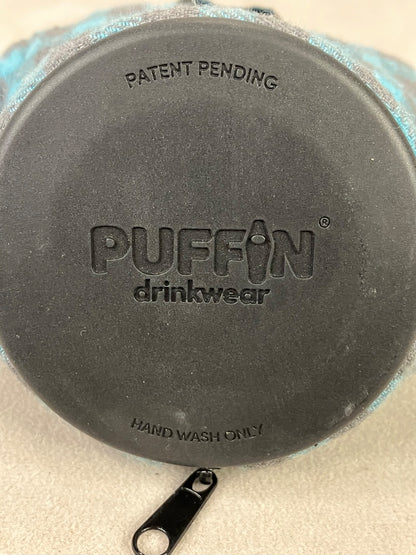 PATENT PENDING
PUFFIN®
drinkwear
HAND WASH ONLY